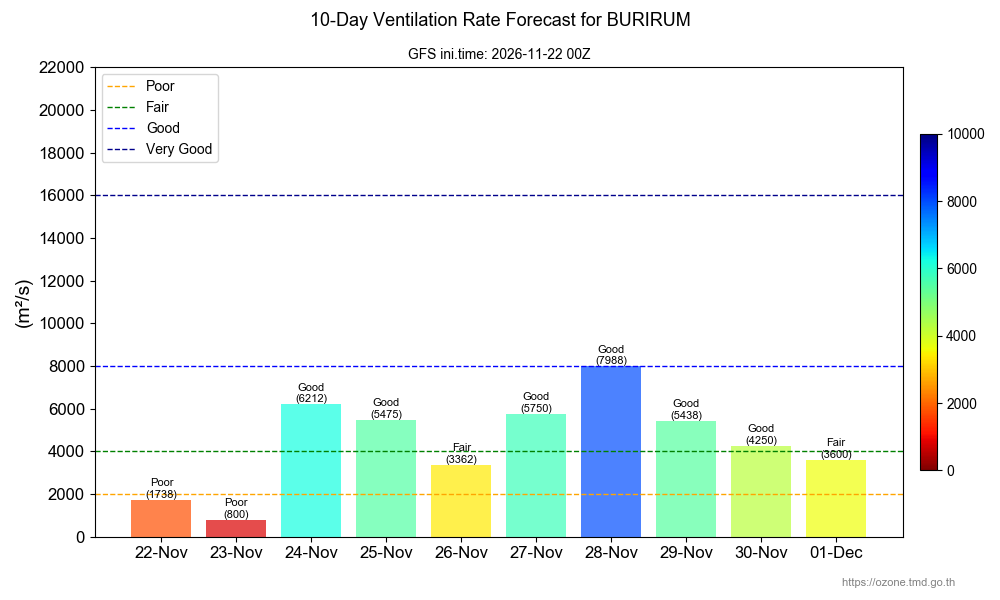 10-Day Ventilation Rate Forecast for BURIRUM
GFS ini.time: 2026-11-22 00Z
22000
20000
18000
16000
14000
12000
10000
8000
6000
4000
2000
0
(m²/s)
Poor
Fair
Good
Very Good
Poor
(1738)
Poor
(800)
Good
(6212)
Good
(5475)
Fair
(3362)
Good
(5750)
Good
(7988)
Good
(5438)
Good
(4250)
Fair
(3600)
22-Nov 23-Nov 24-Nov 25-Nov 26-Nov 27-Nov 28-Nov 29-Nov 30-Nov 01-Dec
10000
8000
6000
4000
2000
0
https://ozone.tmd.go.th